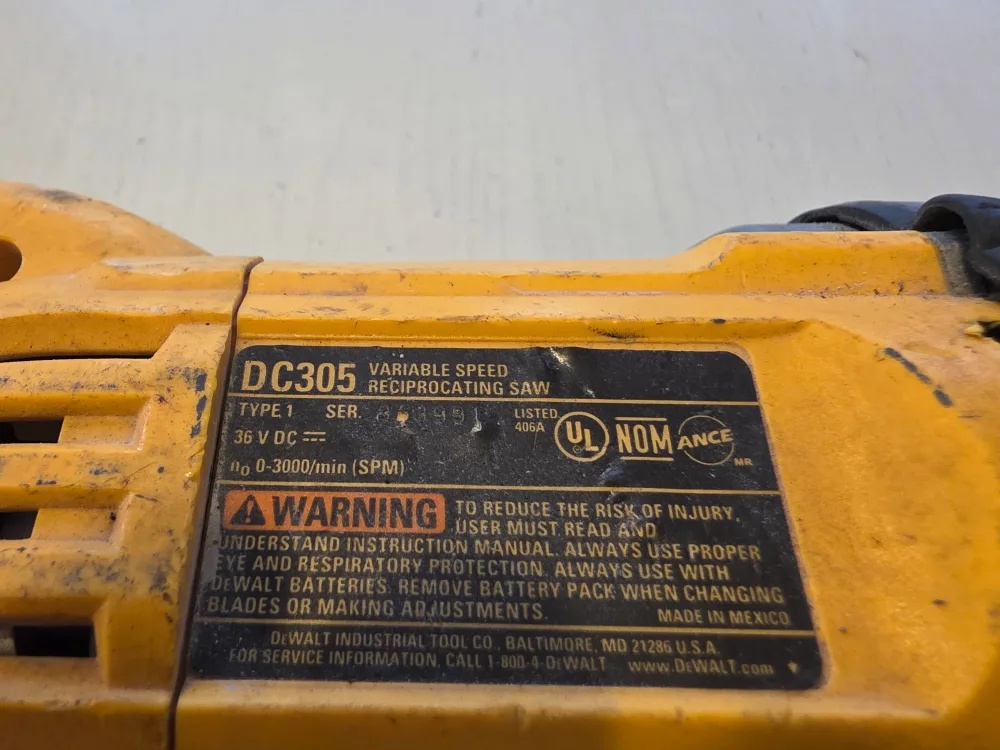 DC305 VARIABLE SPEED
RECIPROCATING SAW
TYPE 1 SER.
36 V DC ⎓
LISTED
406A
UL NOM ANCE
MR
n₀ 0-3000/min (SPM)
⚠ WARNING TO REDUCE THE RISK OF INJURY,
USER MUST READ AND
UNDERSTAND INSTRUCTION MANUAL. ALWAYS USE PROPER
EYE AND RESPIRATORY PROTECTION. ALWAYS USE WITH
DEWALT BATTERIES. REMOVE BATTERY PACK WHEN CHANGING
BLADES OR MAKING ADJUSTMENTS.
MADE IN MEXICO
DEWALT INDUSTRIAL TOOL CO., BALTIMORE, MD 21286 U.S.A.
FOR SERVICE INFORMATION, CALL 1-800-4-DEWALT www.DEWALT.com